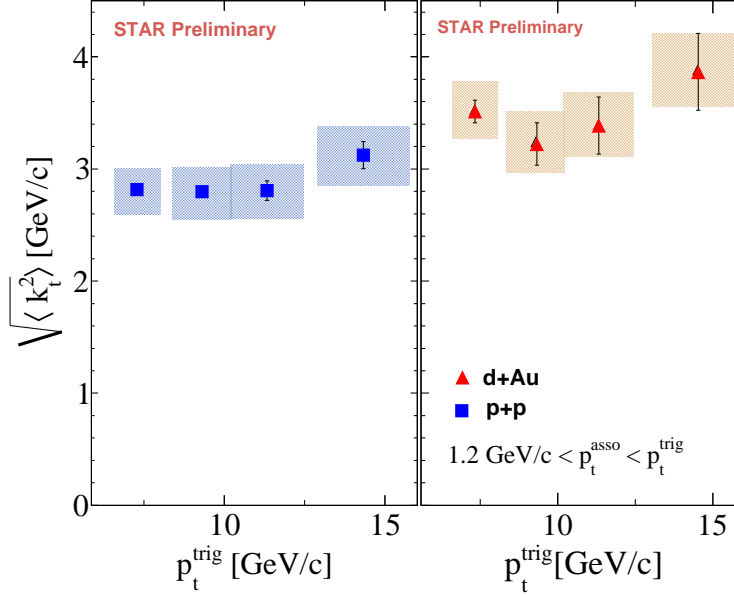 STAR Preliminary
STAR Preliminary
4
3
2
1
0
√⟨ k_t^2⟩ [GeV/c]
d+Au
p+p
1.2 GeV/c < p_t^asso < p_t^trig
10
15
10
15
p_t^trig [GeV/c]
p_t^trig[GeV/c]